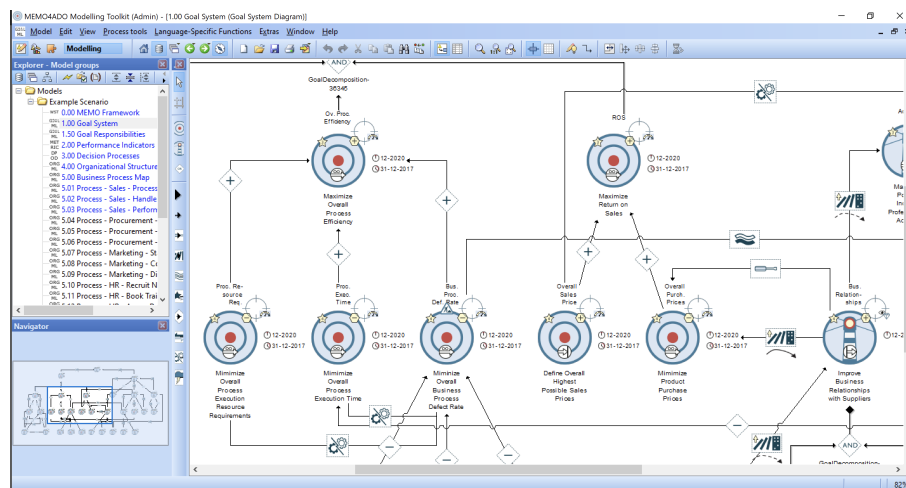 MEMO4ADO Modelling Toolkit (Admin) - [1.00 Goal System (Goal System Diagram)]
Model Edit View Process tools Language-Specific Functions Extras Window Help
Modelling
Explorer - Model groups
Models
Example Scenario
0.00 MEMO Framework
1.00 Goal System
1.50 Goal Responsibilities
2.00 Performance Indicators
3.00 Decision Processes
4.00 Organizational Structure
5.00 Business Process Map
5.01 Process - Sales - Process
5.02 Process - Sales - Handle
5.03 Process - Sales - Perform
5.04 Process - Procurement -
5.05 Process - Procurement -
5.06 Process - Procurement -
5.07 Process - Marketing - St
5.08 Process - Marketing - Co
5.09 Process - Marketing - Di
5.10 Process - HR - Recruit N
5.11 Process - HR - Book Trai
Navigator
AND
GoalDecomposition-
36346
Ov. Proc.
Efficiency
12-2020
31-12-2017
Maximize
Overall
Process
Efficiency
ROS
12-2020
31-12-2017
Maximize
Return on
Sales
Proc. Re-
source
Req.
12-2020
31-12-2017
Mimimize
Overall
Process
Execution
Resource
Requirements
Proc.
Exec.
Time
12-2020
31-12-2017
Mimimize
Overall
Process
Execution Time
Bus.
Proc.
Def. Rate
12-2020
31-12-2017
Minimize
Overall
Business
Process
Defect Rate
Overall
Sales
Price
12-2020
31-12-2017
Define Overall
Highest
Possible Sales
Prices
Overall
Purch.
Prices
12-2020
31-12-2017
Mimimize
Product
Purchase
Prices
Bus.
Relation-
ships
Improve
Business
Relationships
with Suppliers
AND
GoalDecomposition-
82%